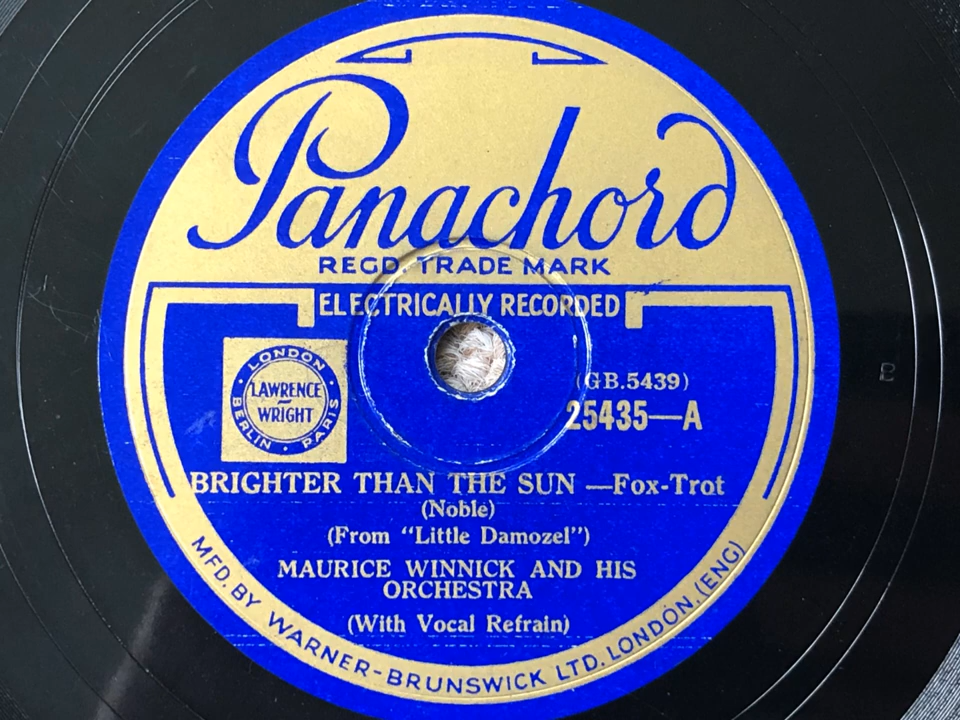 Panachord
REGD. TRADE MARK
ELECTRICALLY RECORDED
LONDON
LAWRENCE
WRIGHT
BERLIN · PARIS
(GB.5439)
25435—A
BRIGHTER THAN THE SUN —Fox-Trot
(Noble)
(From "Little Damozel")
MAURICE WINNICK AND HIS
ORCHESTRA
(With Vocal Refrain)
MFD. BY WARNER-BRUNSWICK LTD. LONDON. (ENG)